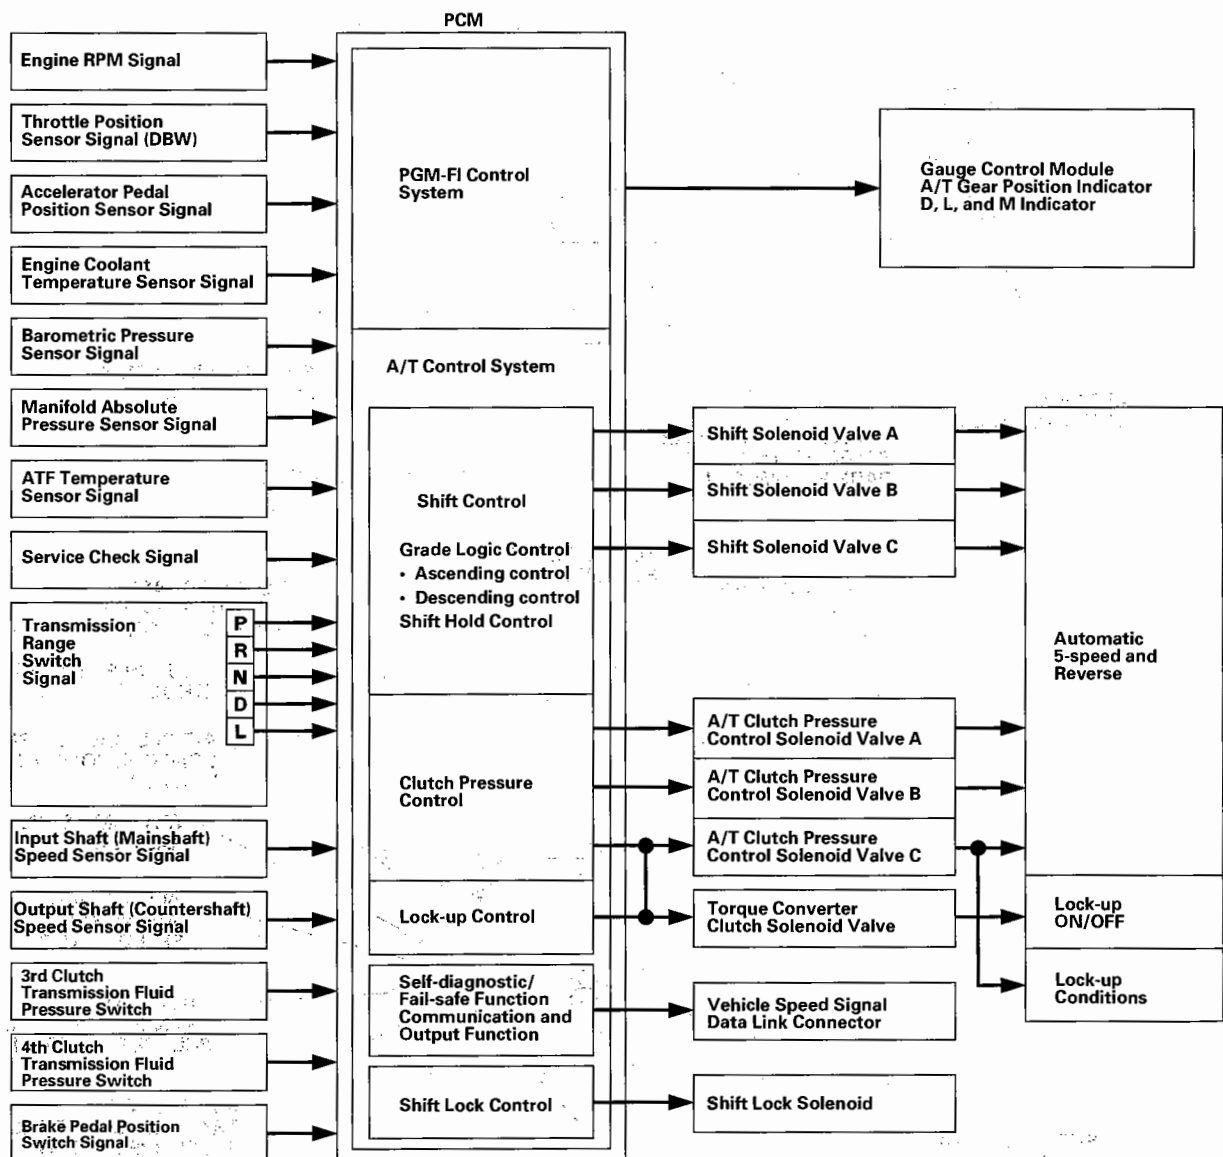 PCM
Engine RPM Signal
Throttle Position
Sensor Signal (DBW)
Accelerator Pedal
Position Sensor Signal
Engine Coolant
Temperature Sensor Signal
Barometric Pressure
Sensor Signal
Manifold Absolute
Pressure Sensor Signal
ATF Temperature
Sensor Signal
Service Check Signal
Transmission
Range
Switch
Signal
P
R
N
D
L
Input Shaft (Mainshaft)
Speed Sensor Signal
Output Shaft (Countershaft)
Speed Sensor Signal
3rd Clutch
Transmission Fluid
Pressure Switch
4th Clutch
Transmission Fluid
Pressure Switch
Brake Pedal Position
Switch Signal
PGM-FI Control
System
A/T Control System
Shift Control
Grade Logic Control
• Ascending control
• Descending control
Shift Hold Control
Clutch Pressure
Control
Lock-up Control
Self-diagnostic/
Fail-safe Function
Communication and
Output Function
Shift Lock Control
Gauge Control Module
A/T Gear Position Indicator
D, L, and M Indicator
Shift Solenoid Valve A
Shift Solenoid Valve B
Shift Solenoid Valve C
A/T Clutch Pressure
Control Solenoid Valve A
A/T Clutch Pressure
Control Solenoid Valve B
A/T Clutch Pressure
Control Solenoid Valve C
Torque Converter
Clutch Solenoid Valve
Vehicle Speed Signal
Data Link Connector
Shift Lock Solenoid
Automatic
5-speed and
Reverse
Lock-up
ON/OFF
Lock-up
Conditions